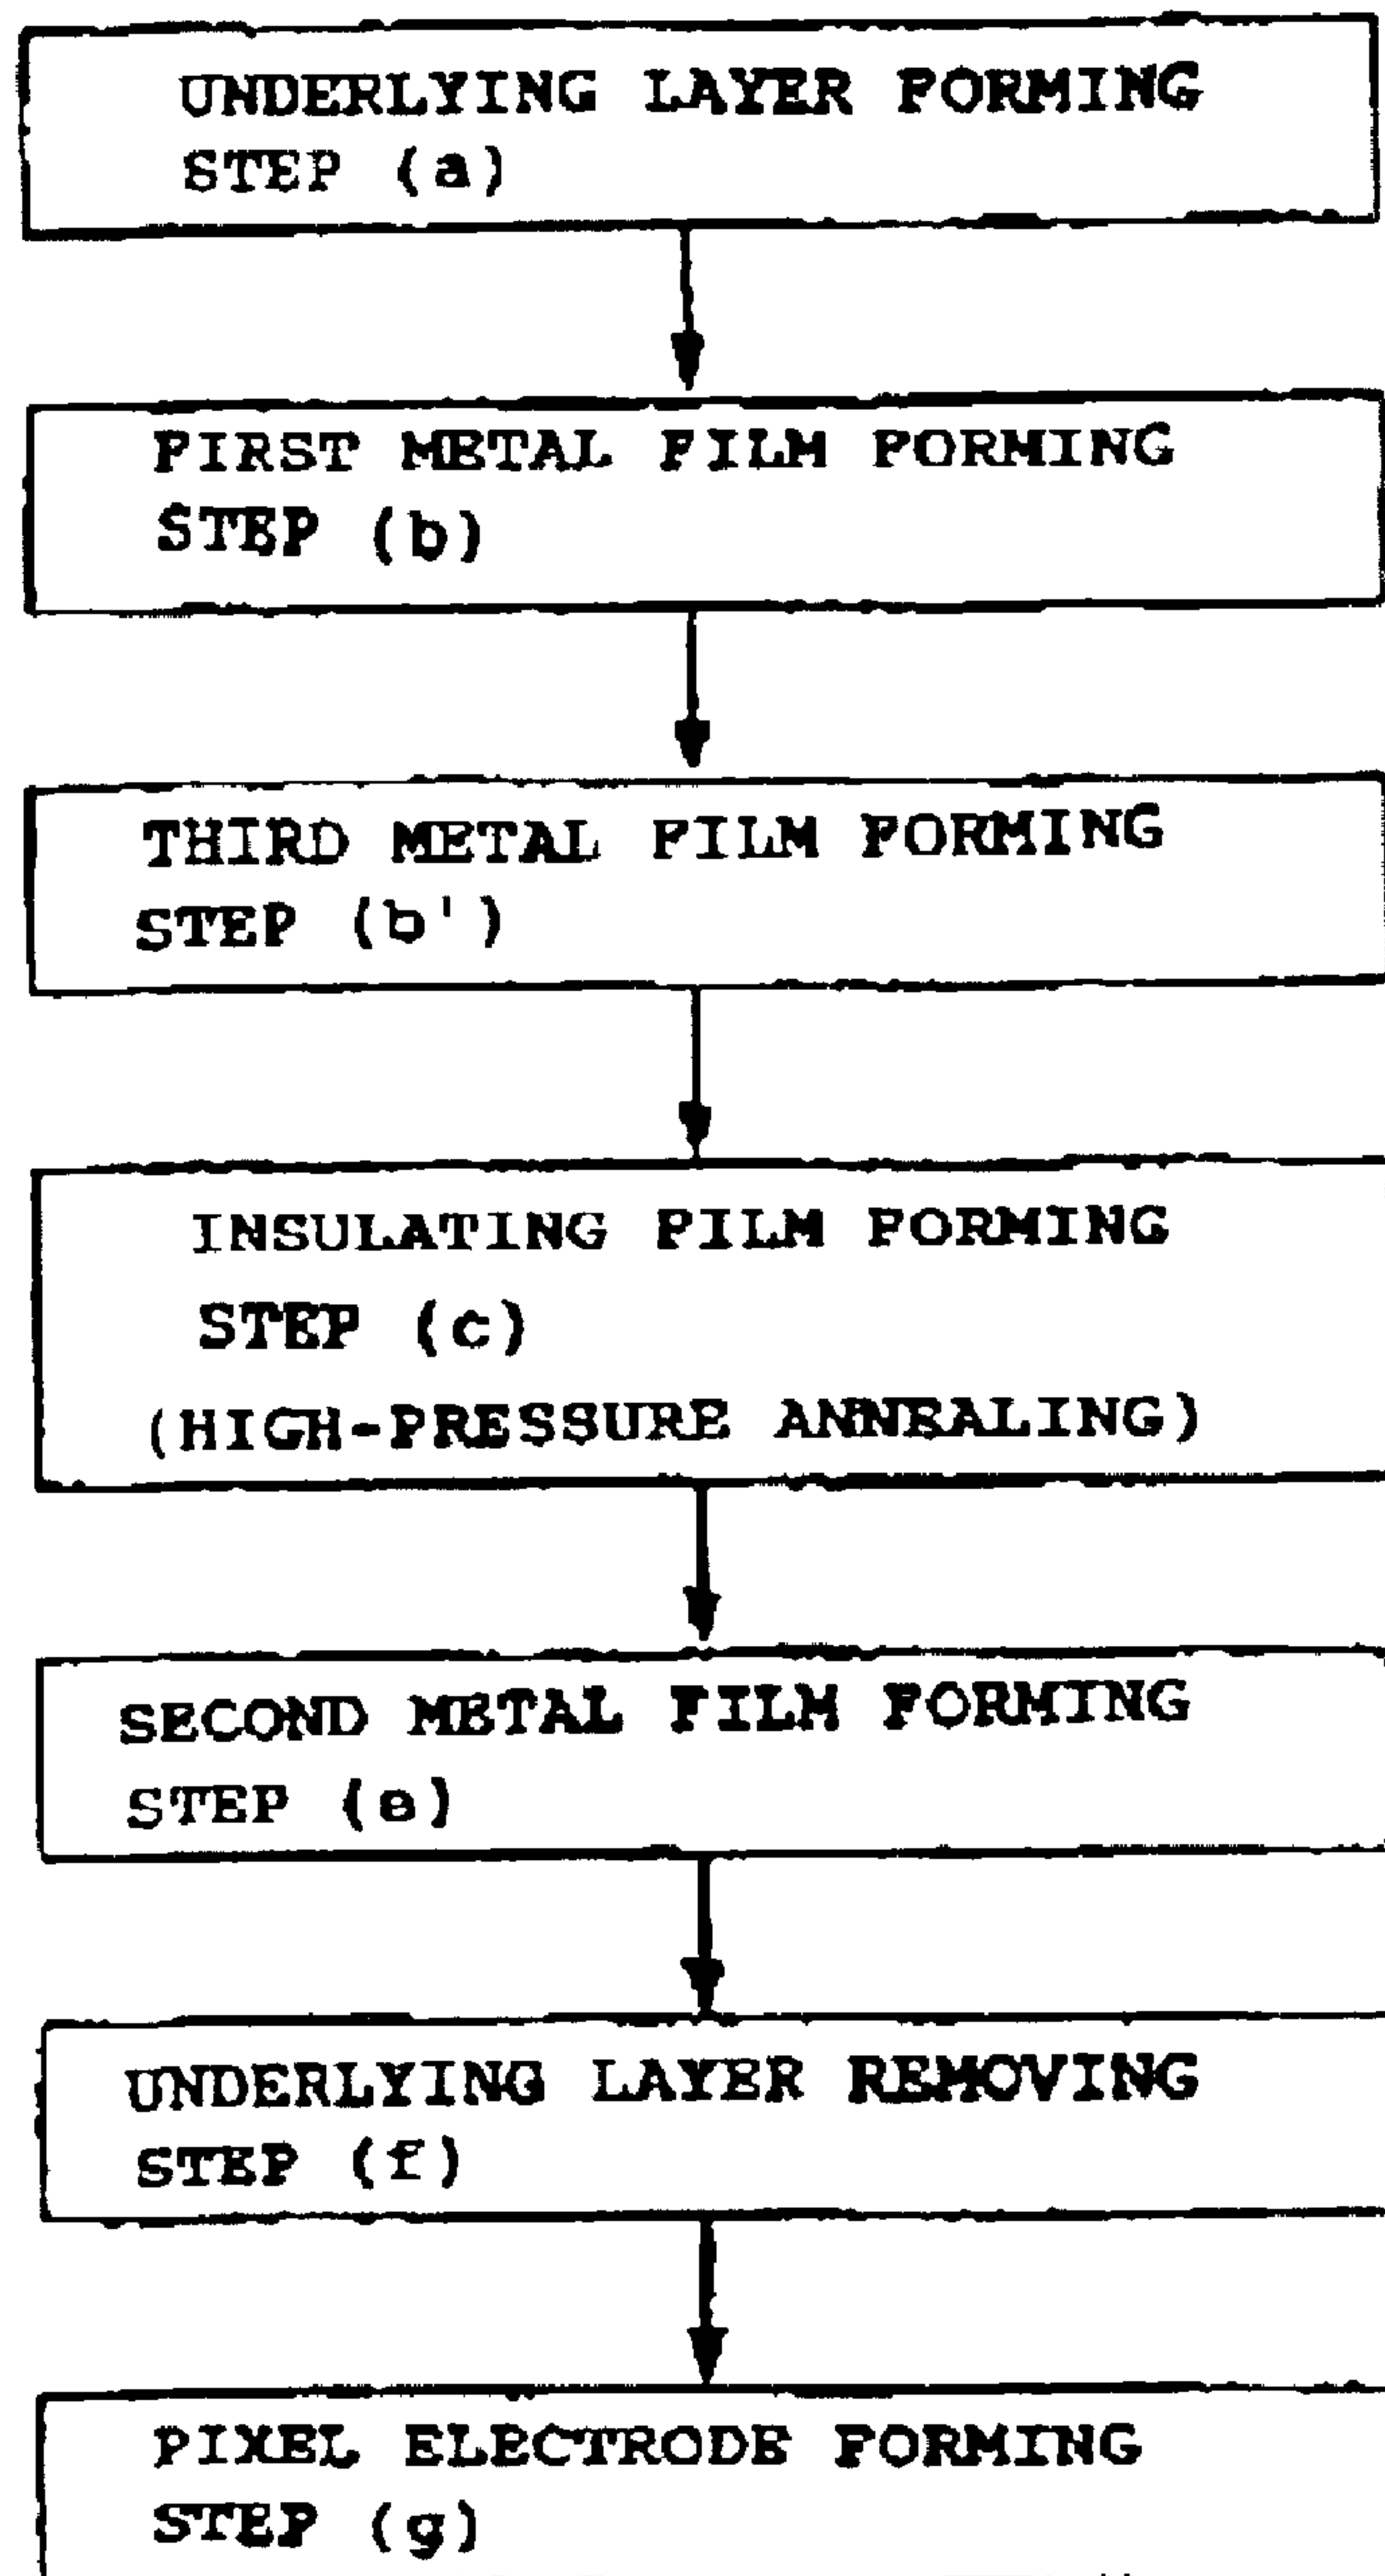 UNDERLYING LAYER FORMING
STEP (a)
FIRST METAL FILM FORMING
STEP (b)
THIRD METAL FILM FORMING
STEP (b')
INSULATING FILM FORMING
STEP (c)
(HIGH-PRESSURE ANNEALING)
SECOND METAL FILM FORMING
STEP (e)
UNDERLYING LAYER REMOVING
STEP (f)
PIXEL ELECTRODE FORMING
STEP (g)